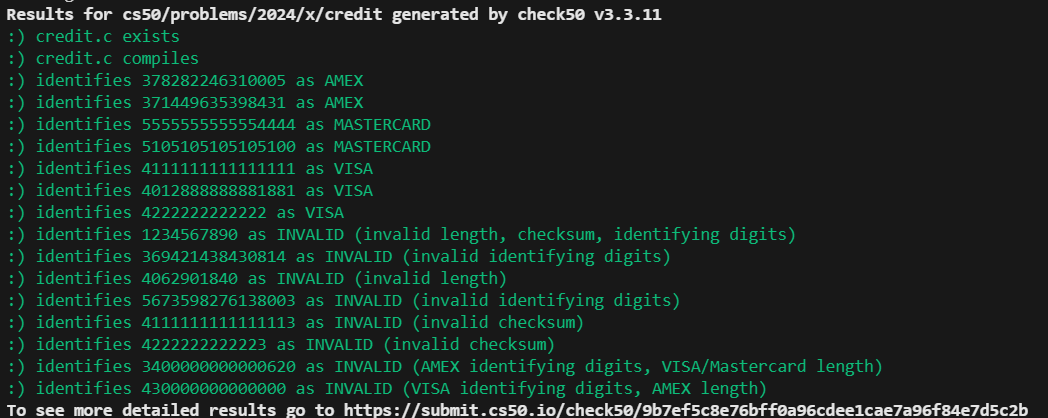 Results for cs50/problems/2024/x/credit generated by check50 v3.3.11
:) credit.c exists
:) credit.c compiles
:) identifies 378282246310005 as AMEX
:) identifies 371449635398431 as AMEX
:) identifies 5555555555554444 as MASTERCARD
:) identifies 5105105105105100 as MASTERCARD
:) identifies 4111111111111111 as VISA
:) identifies 4012888888881881 as VISA
:) identifies 4222222222222 as VISA
:) identifies 1234567890 as INVALID (invalid length, checksum, identifying digits)
:) identifies 369421438430814 as INVALID (invalid identifying digits)
:) identifies 4062901840 as INVALID (invalid length)
:) identifies 5673598276138003 as INVALID (invalid identifying digits)
:) identifies 4111111111111113 as INVALID (invalid checksum)
:) identifies 4222222222223 as INVALID (invalid checksum)
:) identifies 3400000000000620 as INVALID (AMEX identifying digits, VISA/Mastercard length)
:) identifies 430000000000000 as INVALID (VISA identifying digits, AMEX length)
To see more detailed results go to https://submit.cs50.io/check50/9b7ef5c8e76bff0a96cdee1cae7a96f84e7d5c2b